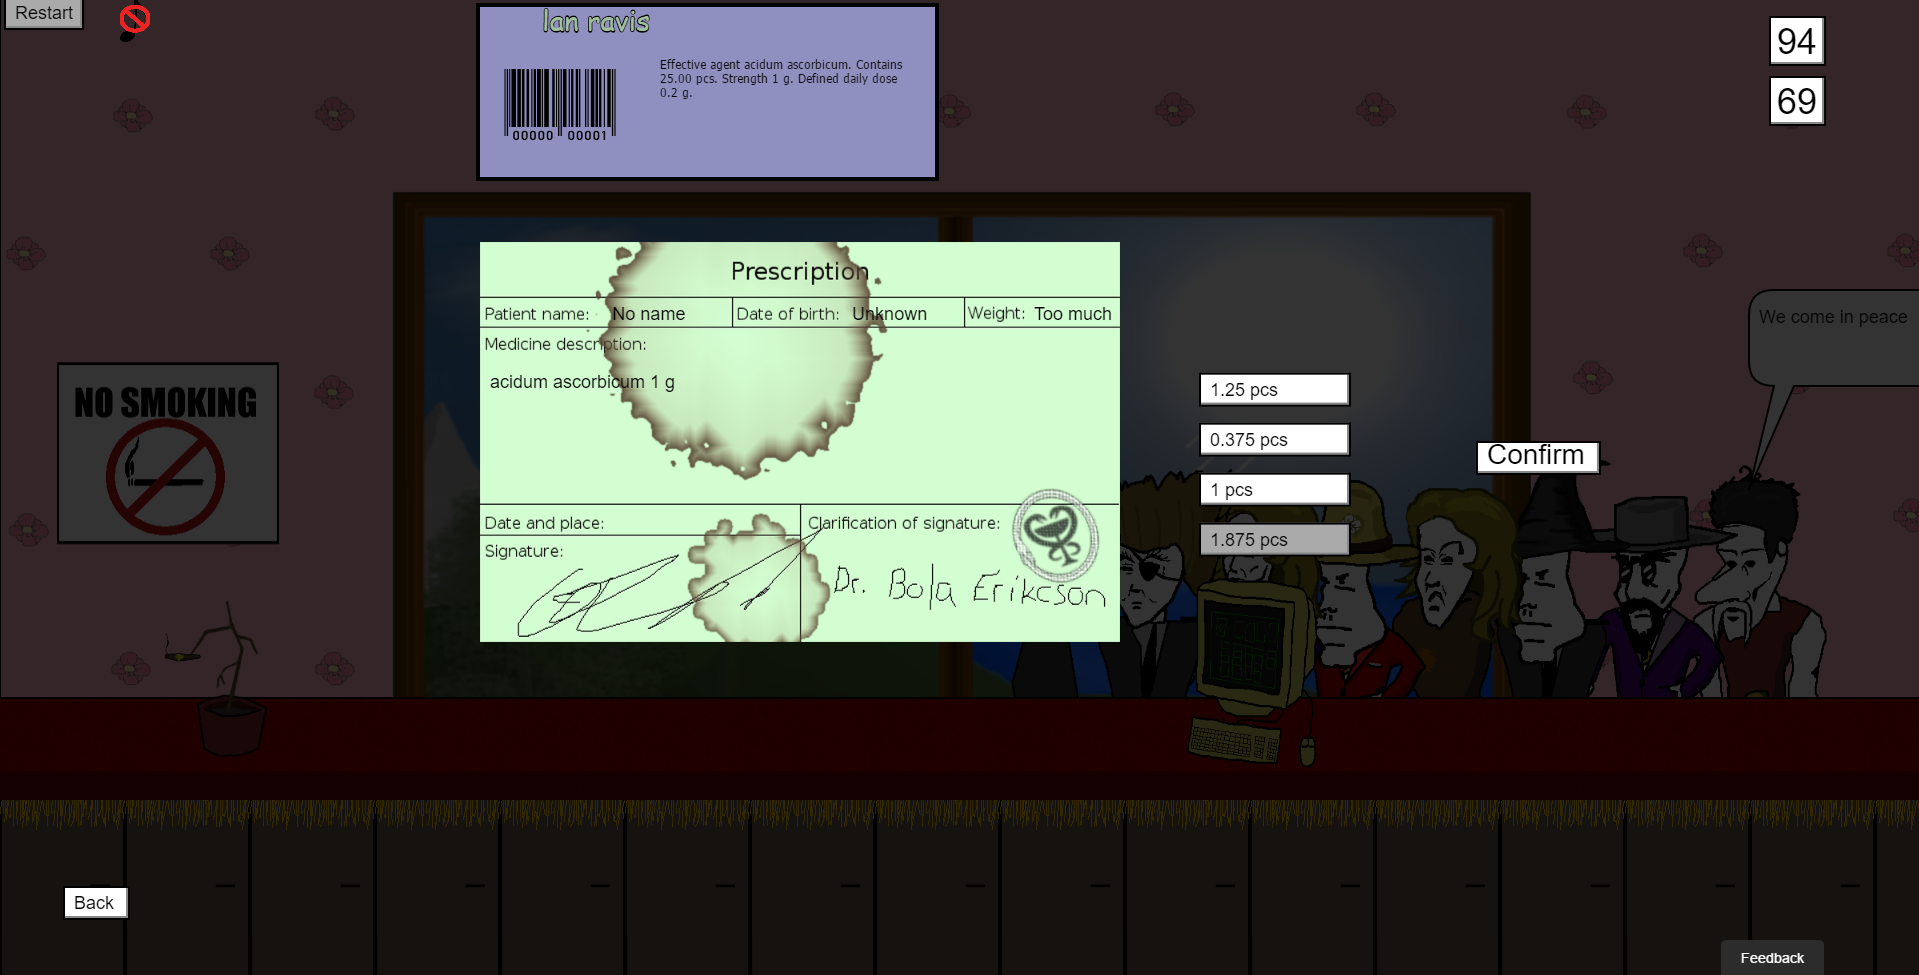 Restart
Ian ravis
Effective agent acidum ascorbicum. Contains
25.00 pcs. Strength 1 g. Defined daily dose
0.2 g.
00000 00001
94
69
Prescription
Patient name: No name Date of birth: Unknown Weight: Too much
Medicine description:
acidum ascorbicum 1 g
We come in peace
NO SMOKING
1.25 pcs
0.375 pcs
1 pcs
1.875 pcs
Confirm
Date and place:
Clarification of signature:
Signature:
Dr. Bola Erikcson
Back
Feedback